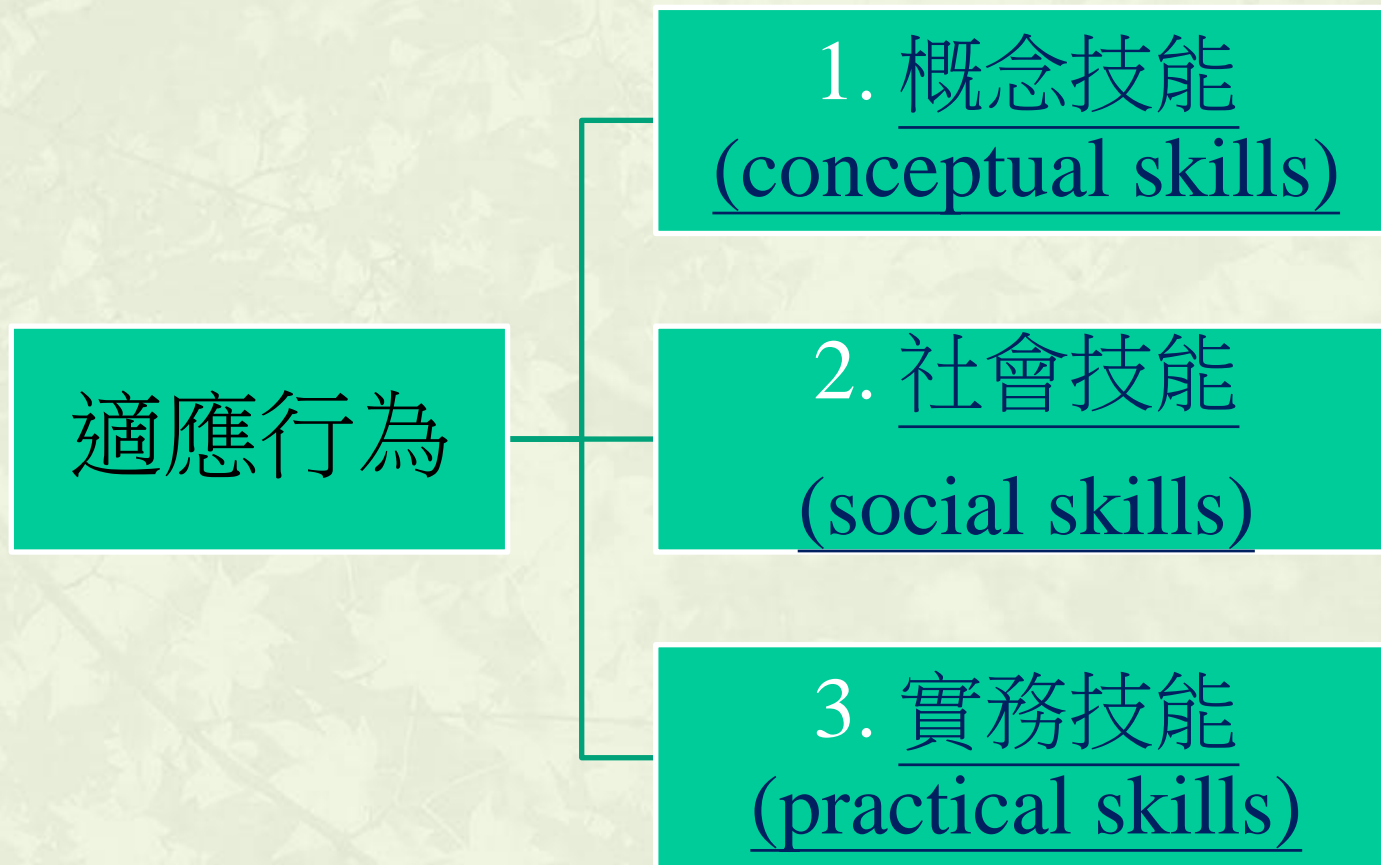 適應行為
1. 概念技能
(conceptual skills)
2. 社會技能
(social skills)
3. 實務技能
(practical skills)